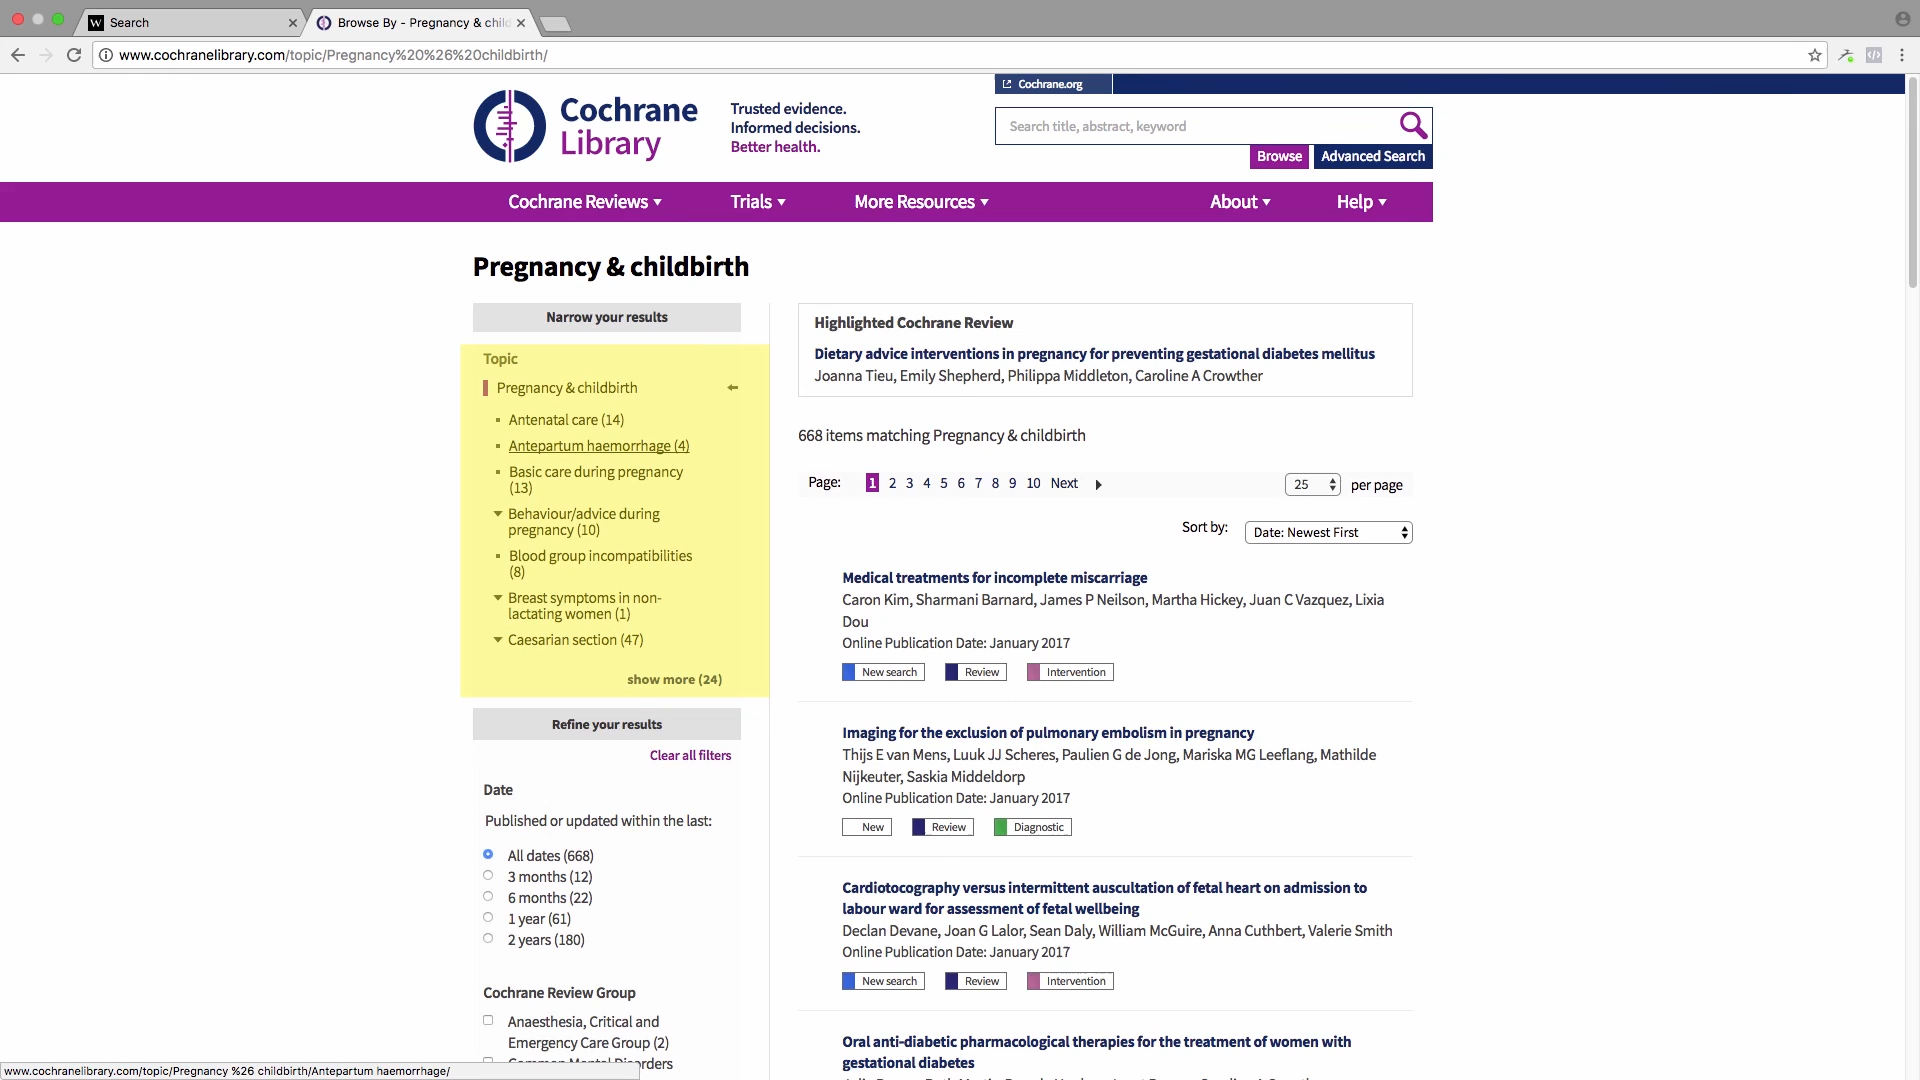 W Search
Browse By - Pregnancy & chil
www.cochranelibrary.com/topic/Pregnancy%20%26%20childbirth/
Cochrane.org
Cochrane
Library
Trusted evidence.
Informed decisions.
Better health.
Search title, abstract, keyword
Browse
Advanced Search
Cochrane Reviews
Trials
More Resources
About
Help
Pregnancy & childbirth
Narrow your results
Topic
Pregnancy & childbirth
Antenatal care (14)
Antepartum haemorrhage (4)
Basic care during pregnancy
(13)
Behaviour/advice during
pregnancy (10)
Blood group incompatibilities
(8)
Breast symptoms in non-
lactating women (1)
Caesarian section (47)
show more (24)
Refine your results
Clear all filters
Date
Published or updated within the last:
All dates (668)
3 months (12)
6 months (22)
1 year (61)
2 years (180)
Cochrane Review Group
Anaesthesia, Critical and
Emergency Care Group (2)
Highlighted Cochrane Review
Dietary advice interventions in pregnancy for preventing gestational diabetes mellitus
Joanna Tieu, Emily Shepherd, Philippa Middleton, Caroline A Crowther
668 items matching Pregnancy & childbirth
Page: 1 2 3 4 5 6 7 8 9 10 Next
25 per page
Sort by: Date: Newest First
Medical treatments for incomplete miscarriage
Caron Kim, Sharmani Barnard, James P Neilson, Martha Hickey, Juan C Vazquez, Lixia
Dou
Online Publication Date: January 2017
New search Review Intervention
Imaging for the exclusion of pulmonary embolism in pregnancy
Thijs E van Mens, Luuk JJ Scheres, Paulien G de Jong, Mariska MG Leeflang, Mathilde
Nijkeuter, Saskia Middeldorp
Online Publication Date: January 2017
New Review Diagnostic
Cardiotocography versus intermittent auscultation of fetal heart on admission to
labour ward for assessment of fetal wellbeing
Declan Devane, Joan G Lalor, Sean Daly, William McGuire, Anna Cuthbert, Valerie Smith
Online Publication Date: January 2017
New search Review Intervention
Oral anti-diabetic pharmacological therapies for the treatment of women with
gestational diabetes
www.cochranelibrary.com/topic/Pregnancy %26 childbirth/Antepartum haemorrhage/